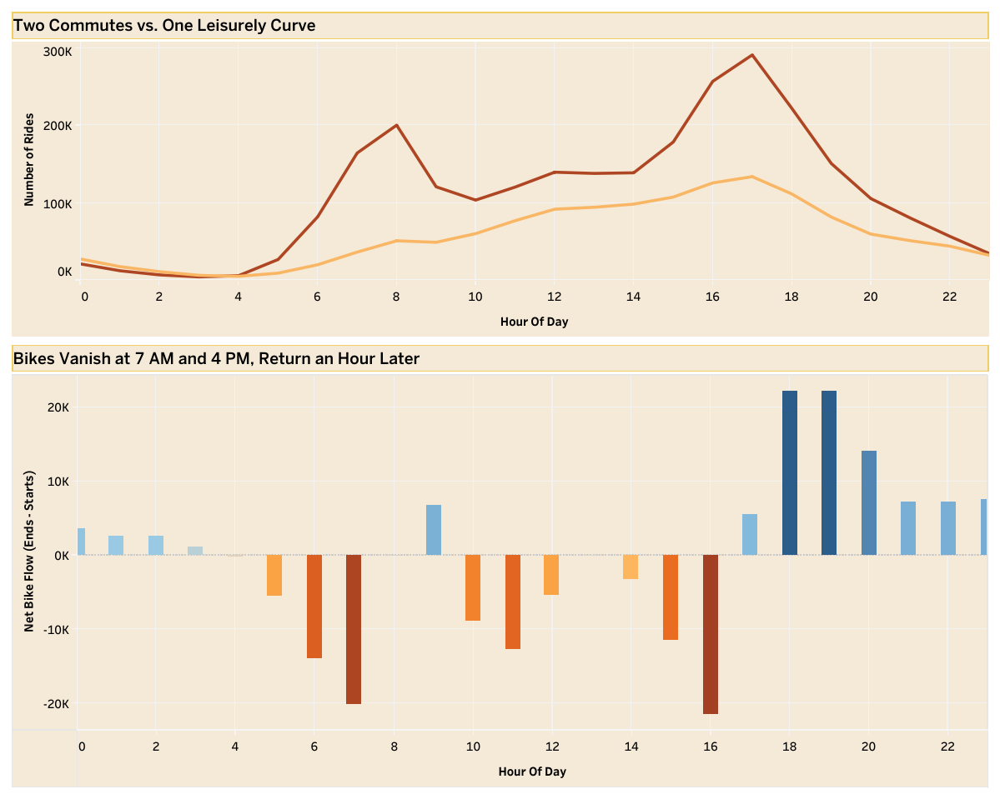 Two Commutes vs. One Leisurely Curve
300K
200K
100K
0K
Number of Rides
0 2 4 6 8 10 12 14 16 18 20 22
Hour Of Day
Bikes Vanish at 7 AM and 4 PM, Return an Hour Later
20K
10K
0K
-10K
-20K
Net Bike Flow (Ends - Starts)
0 2 4 6 8 10 12 14 16 18 20 22
Hour Of Day